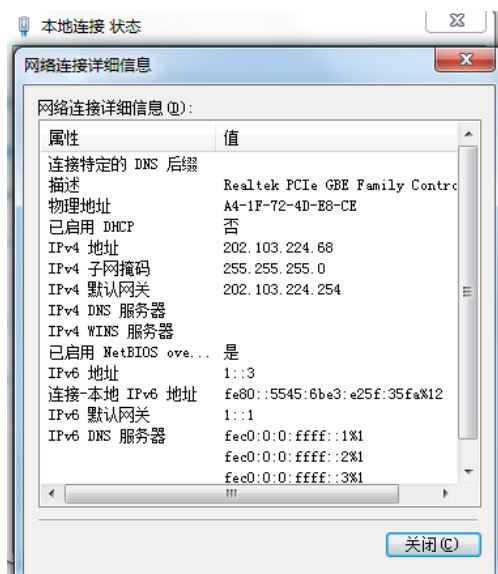 本地连接 状态
网络连接详细信息
网络连接详细信息(D):
属性 值
连接特定的 DNS 后缀
描述 Realtek PCIe GBE Family Contro
物理地址 A4-1F-72-4D-E8-CE
已启用 DHCP 否
IPv4 地址 202.103.224.68
IPv4 子网掩码 255.255.255.0
IPv4 默认网关 202.103.224.254
IPv4 DNS 服务器
IPv4 WINS 服务器
已启用 NetBIOS ove... 是
IPv6 地址 1::3
连接-本地 IPv6 地址 fe80::5545:6be3:e25f:35fa%12
IPv6 默认网关 1::1
IPv6 DNS 服务器 fec0:0:0:ffff::1%1
fec0:0:0:ffff::2%1
fec0:0:0:ffff::3%1
关闭(C)